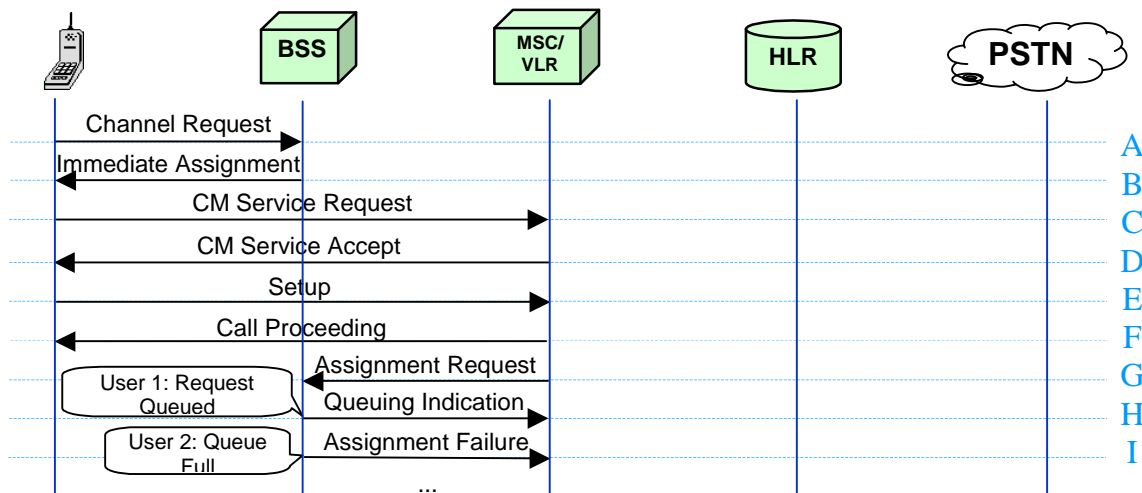 BSS
MSC/
VLR
HLR
PSTN
Channel Request
A
Immediate Assignment
B
CM Service Request
C
CM Service Accept
D
Setup
E
Call Proceeding
F
Assignment Request
G
User 1: Request
Queued
Queuing Indication
H
User 2: Queue
Full
Assignment Failure
I
...